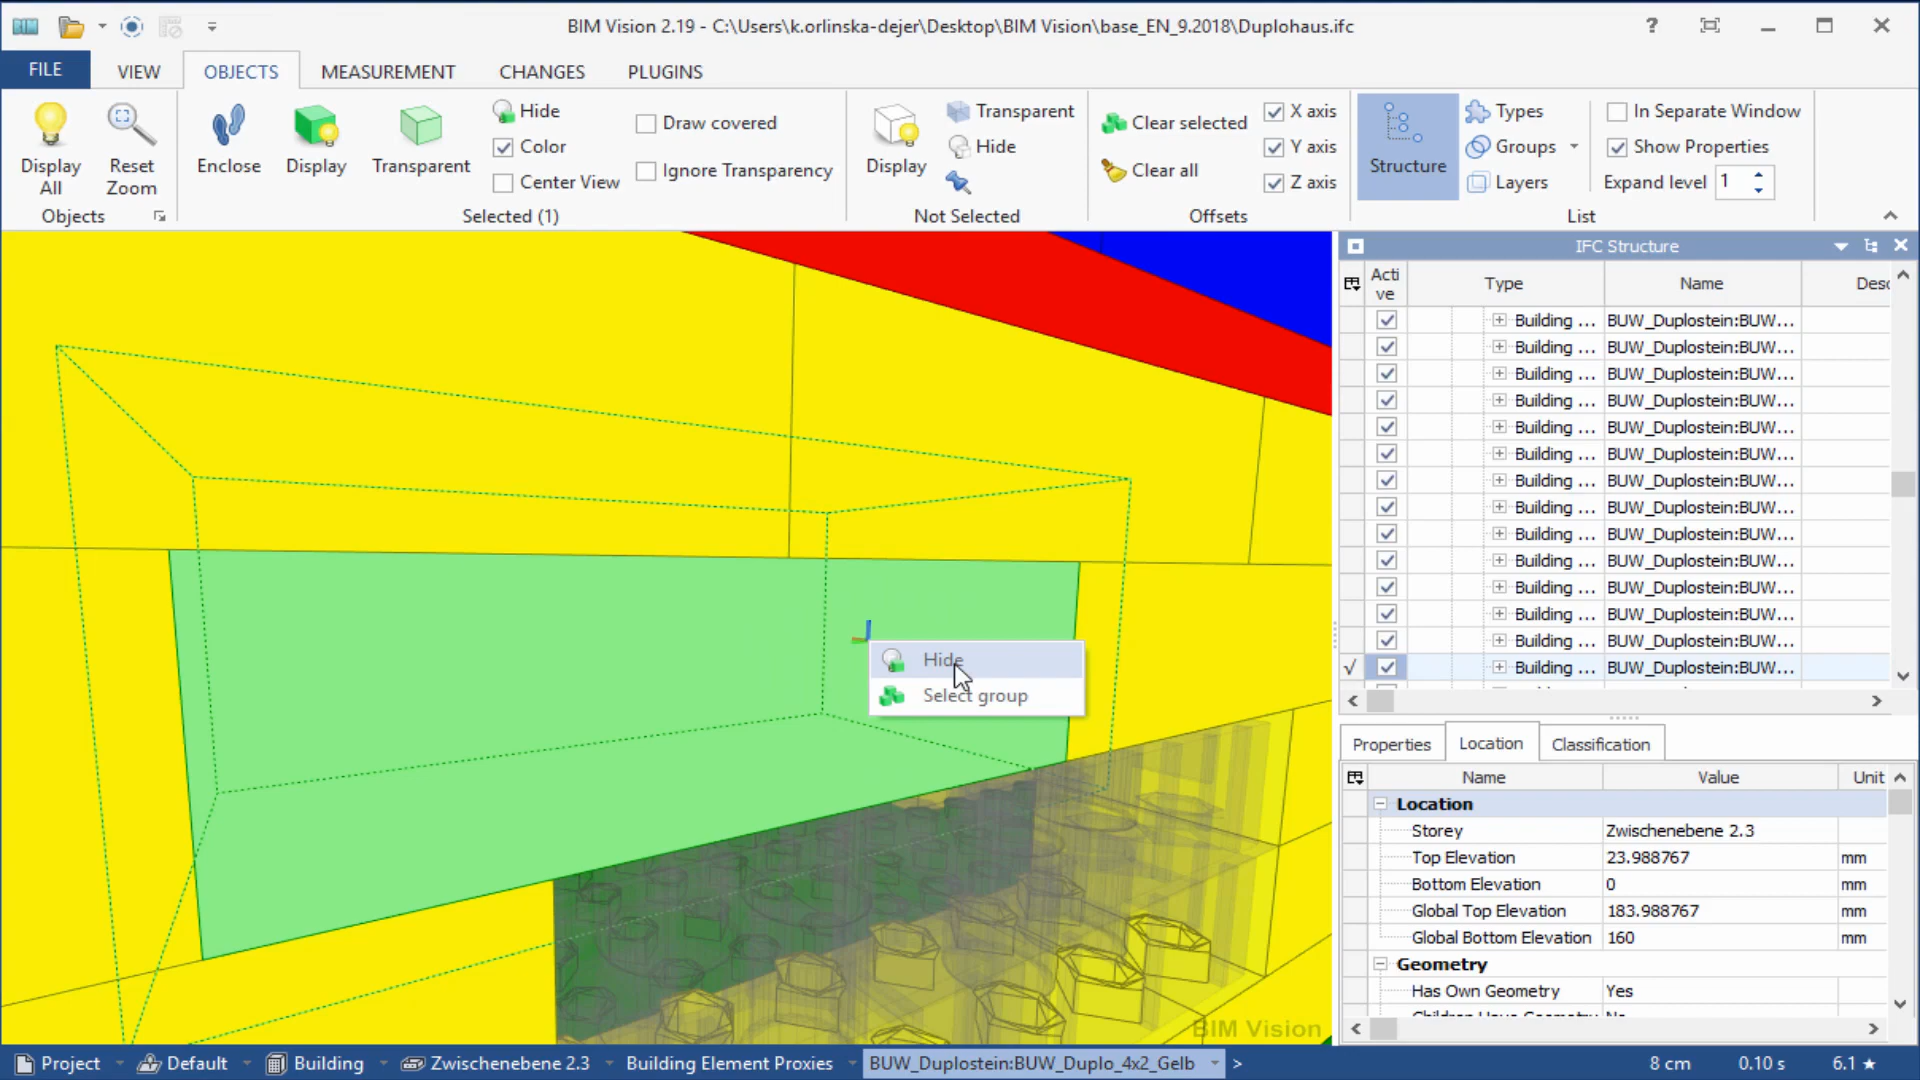 BIM
BIM Vision 2.19 - C:\Users\k.orlinska-dejer\Desktop\BIM Vision\base_EN_9.2018\Duplohaus.ifc
?
FILE VIEW OBJECTS MEASUREMENT CHANGES PLUGINS
Display All
Reset Zoom
Objects
Enclose
Display
Transparent
Hide
Color
Center View
Draw covered
Ignore Transparency
Selected (1)
Display
Transparent
Hide
Not Selected
Clear selected
Clear all
X axis
Y axis
Z axis
Offsets
Structure
Types
Groups
Layers
In Separate Window
Show Properties
Expand level 1
List
Hide
Select group
BIM Vision
IFC Structure
Acti ve Type Name Desc
Building ... BUW_Duplostein:BUW...
Building ... BUW_Duplostein:BUW...
Building ... BUW_Duplostein:BUW...
Building ... BUW_Duplostein:BUW...
Building ... BUW_Duplostein:BUW...
Building ... BUW_Duplostein:BUW...
Building ... BUW_Duplostein:BUW...
Building ... BUW_Duplostein:BUW...
Building ... BUW_Duplostein:BUW...
Building ... BUW_Duplostein:BUW...
Building ... BUW_Duplostein:BUW...
Building ... BUW_Duplostein:BUW...
Building ... BUW_Duplostein:BUW...
√ Building ... BUW_Duplostein:BUW...
Properties Location Classification
Name Value Unit
Location
Storey Zwischenebene 2.3
Top Elevation 23.988767 mm
Bottom Elevation 0 mm
Global Top Elevation 183.988767 mm
Global Bottom Elevation 160 mm
Geometry
Has Own Geometry Yes
Project Default Building Zwischenebene 2.3 Building Element Proxies BUW_Duplostein:BUW_Duplo_4x2_Gelb > 8 cm 0.10 s 6.1 ★